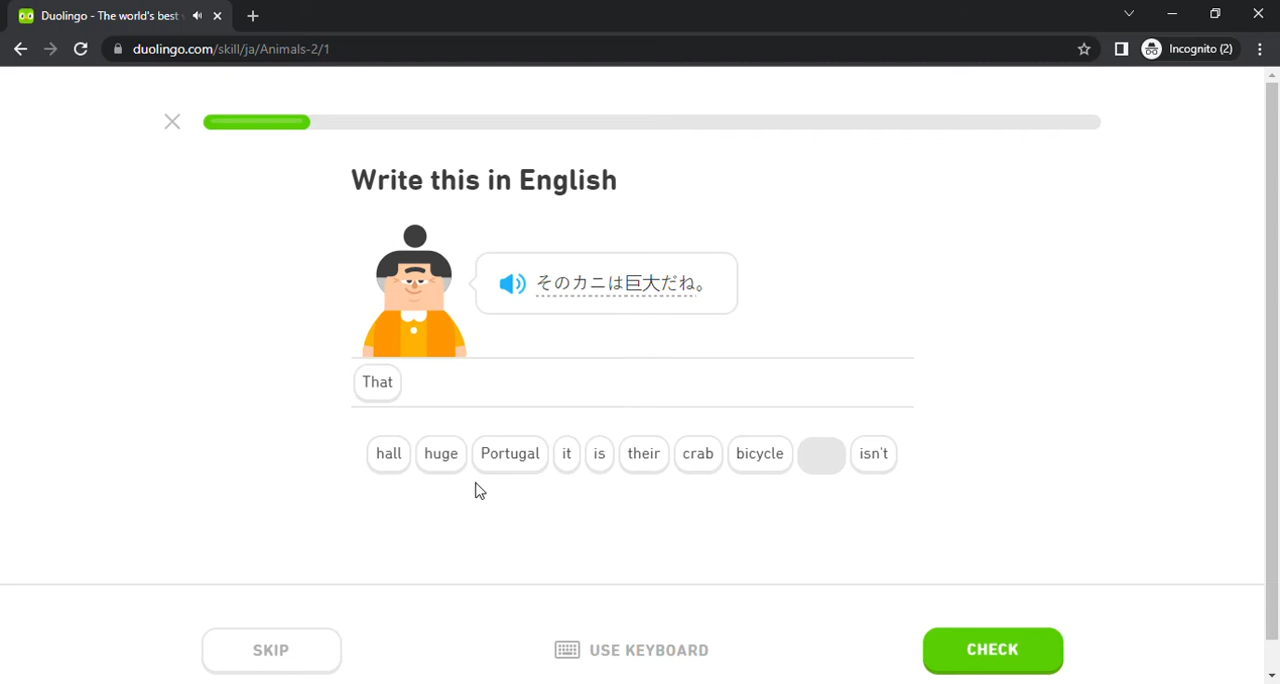 Duolingo - The world's best
duolingo.com/skill/ja/Animals-2/1
Incognito (2)
Write this in English
そのカニは巨大だね。
That
hall huge Portugal it is their crab bicycle isn't
SKIP
USE KEYBOARD
CHECK